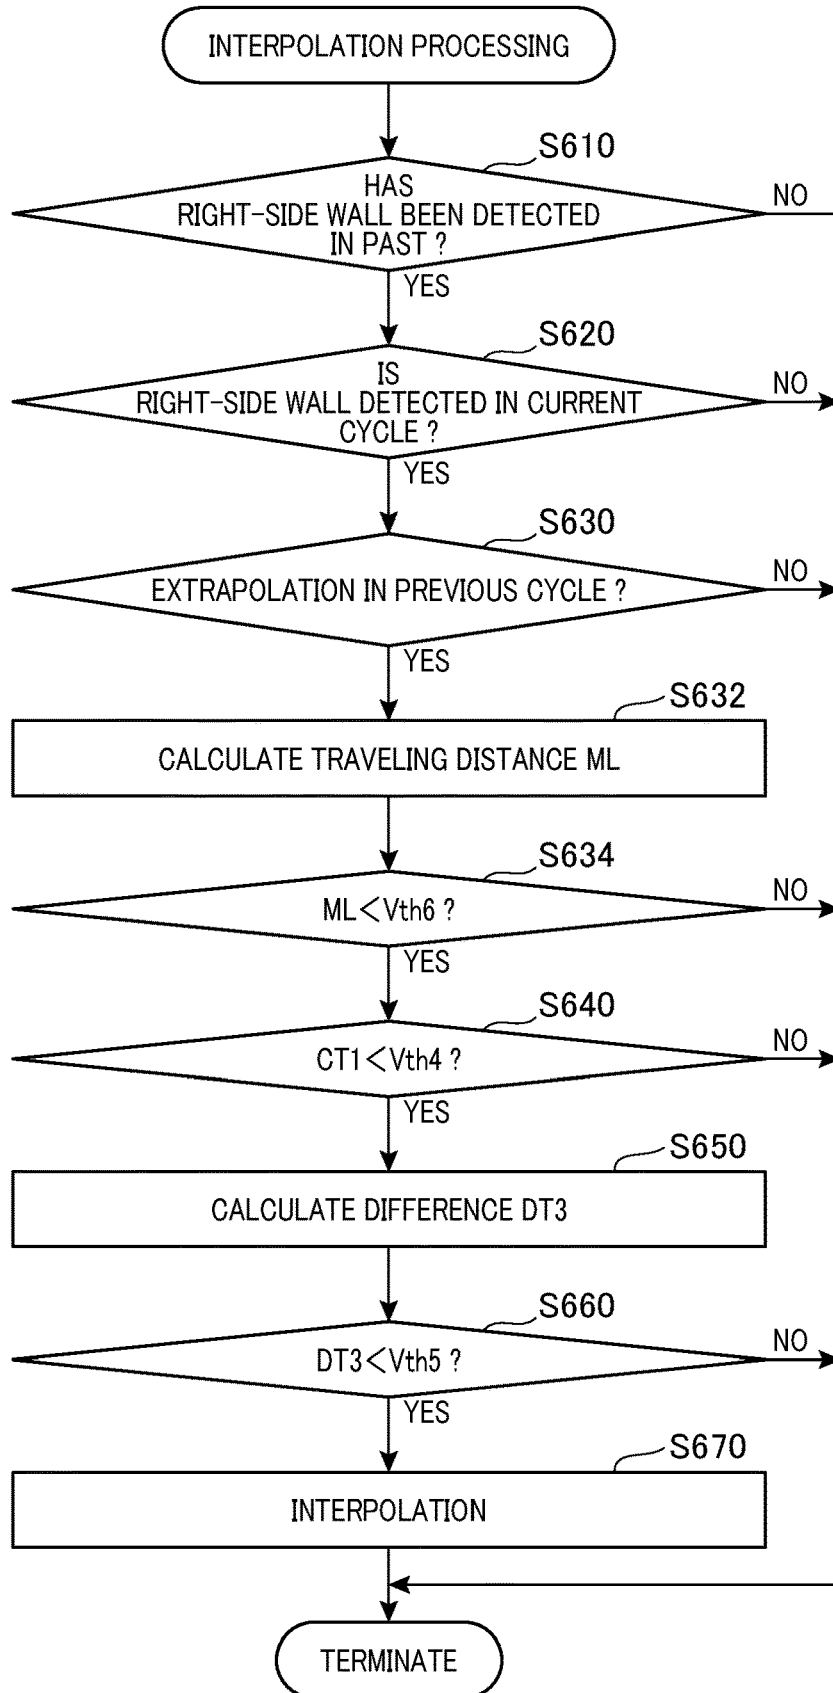 INTERPOLATION PROCESSING
S610
HAS
RIGHT-SIDE WALL BEEN DETECTED
IN PAST ?
NO
YES
S620
IS
RIGHT-SIDE WALL DETECTED IN CURRENT
CYCLE ?
NO
YES
S630
EXTRAPOLATION IN PREVIOUS CYCLE ?
NO
YES
S632
CALCULATE TRAVELING DISTANCE ML
S634
ML<Vth6 ?
NO
YES
S640
CT1<Vth4 ?
NO
YES
S650
CALCULATE DIFFERENCE DT3
S660
DT3<Vth5 ?
NO
YES
S670
INTERPOLATION
TERMINATE